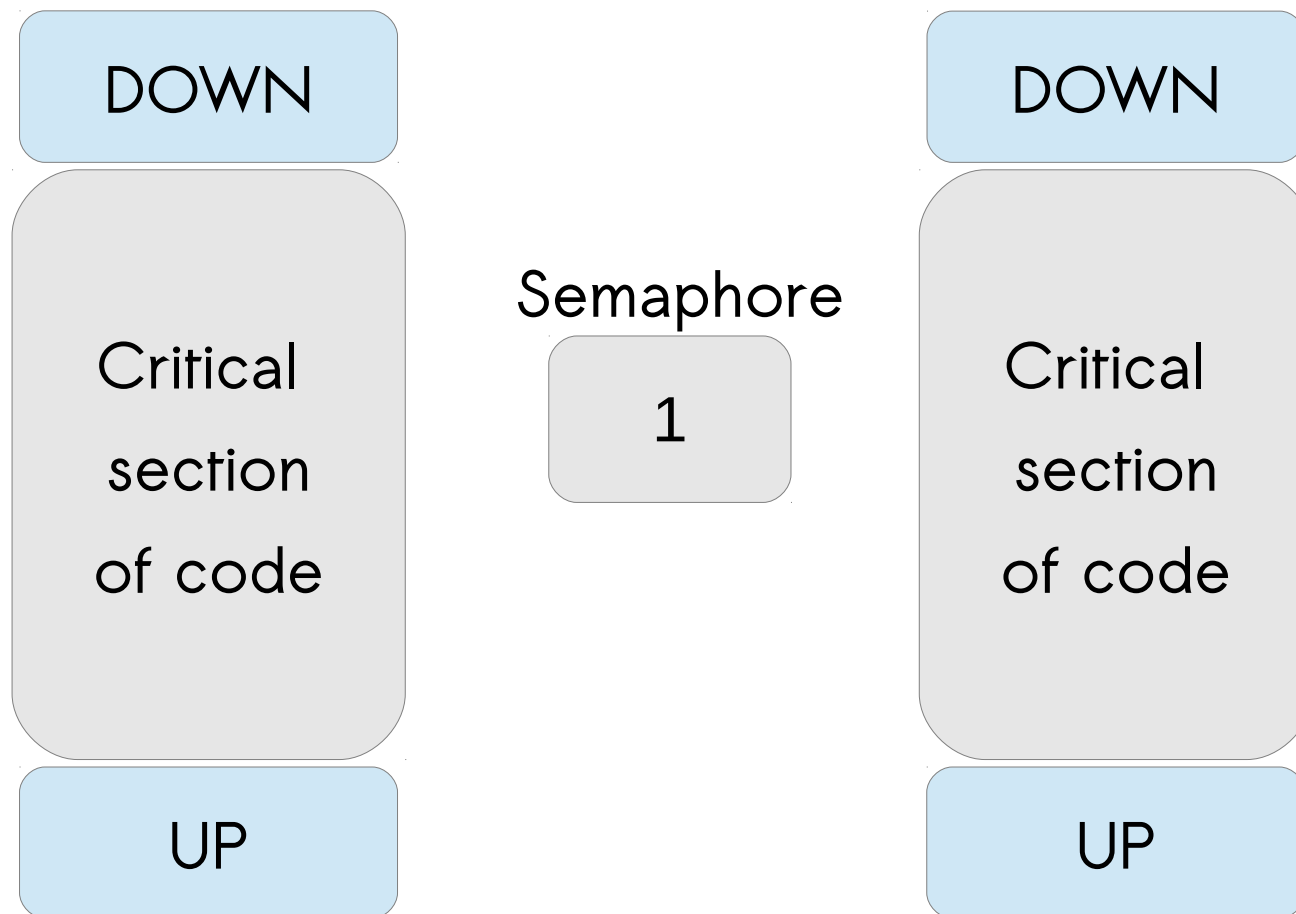 DOWN
Critical
section
of code
UP
Semaphore
1
DOWN
Critical
section
of code
UP